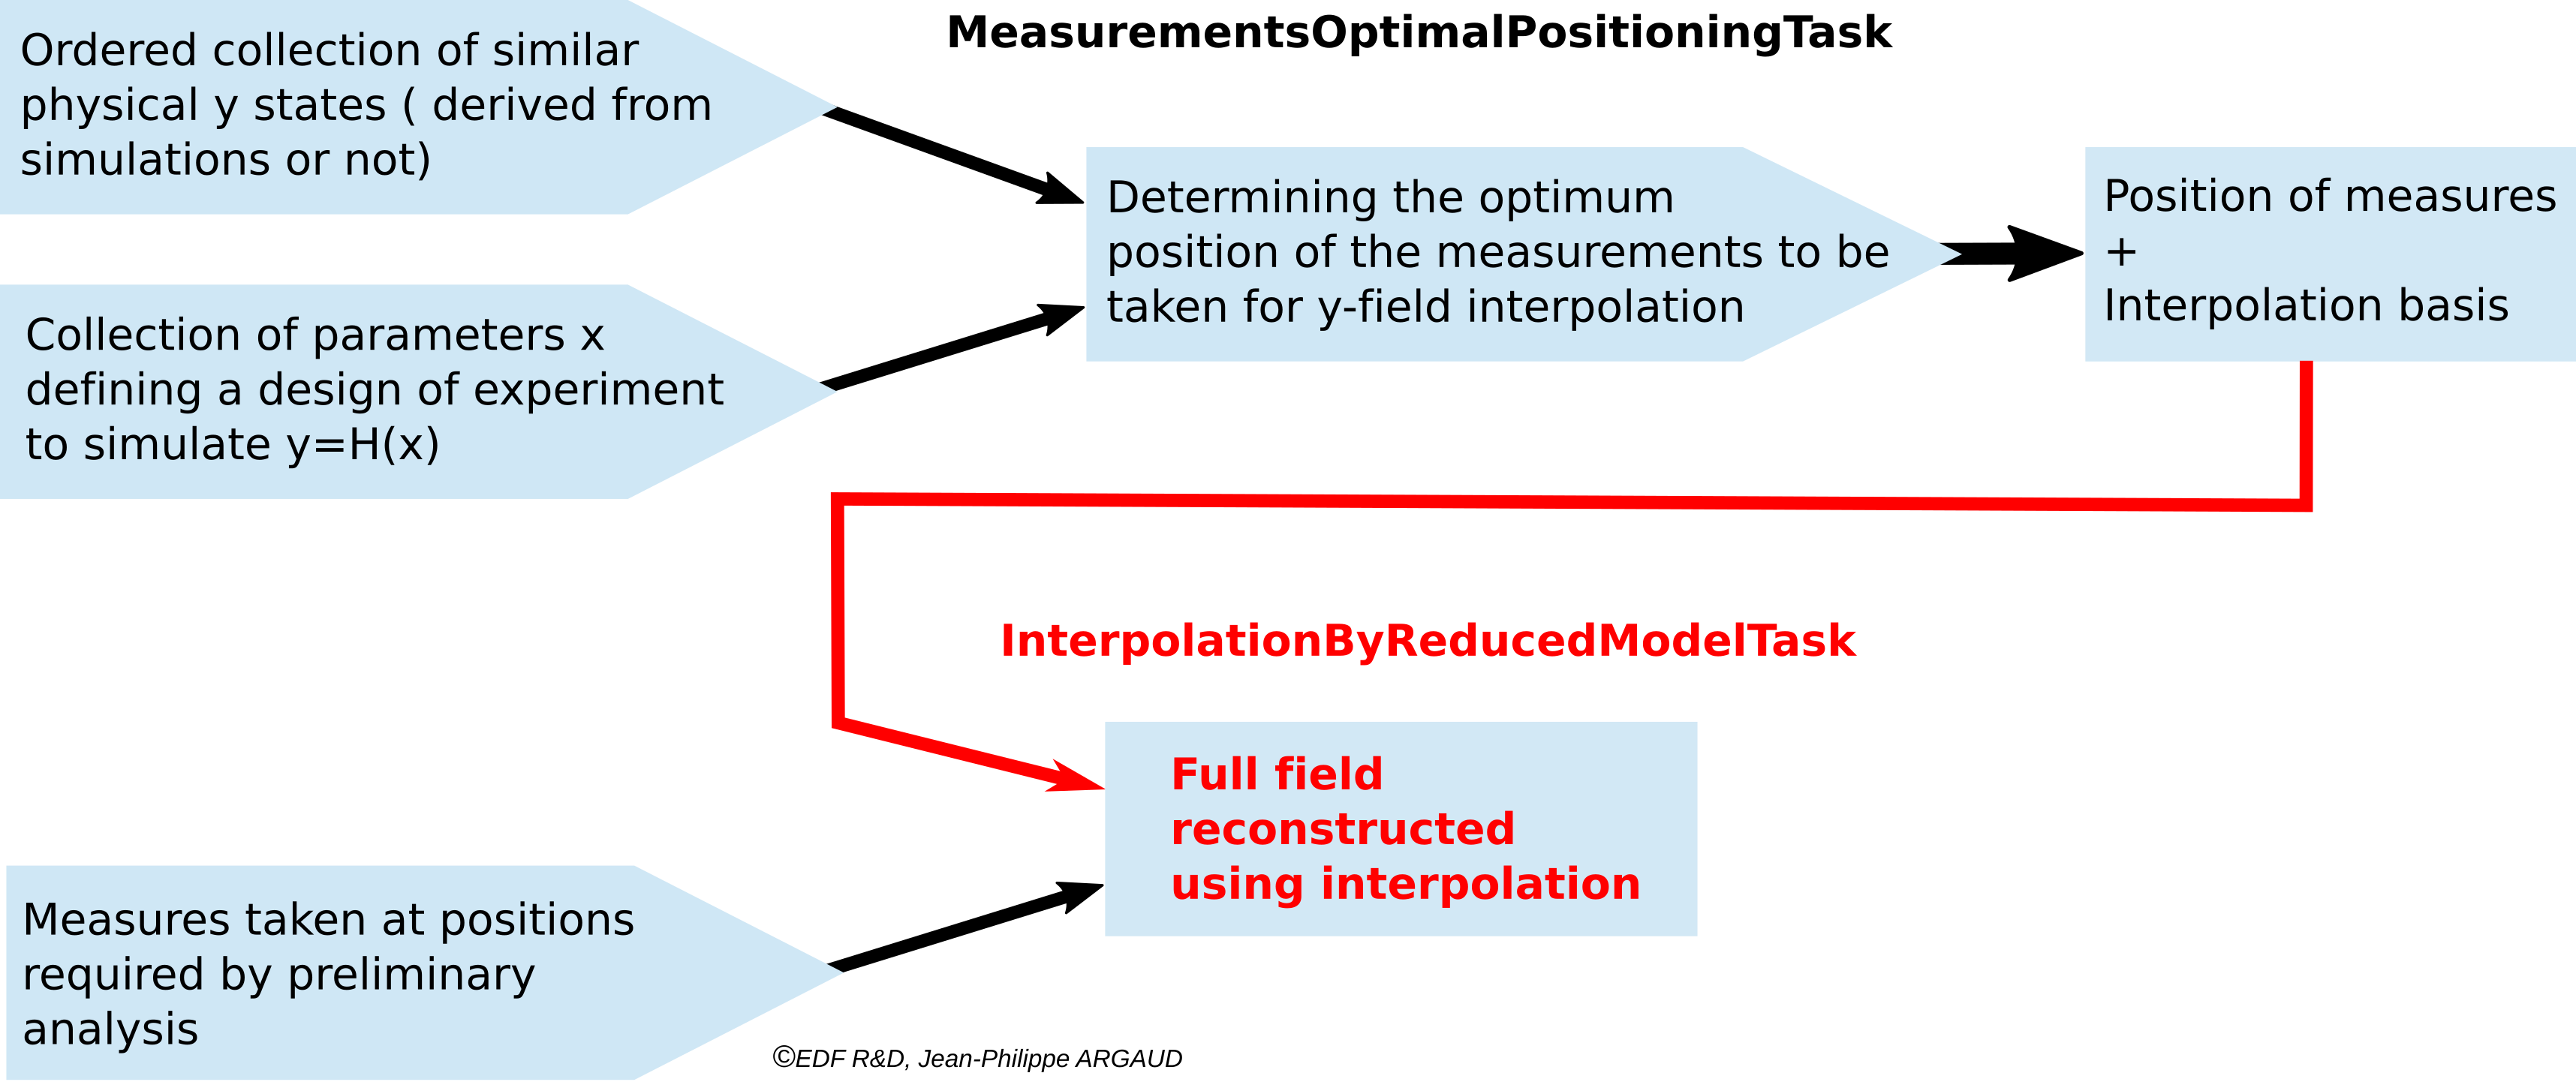 MeasurementsOptimalPositioningTask
Ordered collection of similar
physical y states ( derived from
simulations or not)
Collection of parameters x
defining a design of experiment
to simulate y=H(x)
Determining the optimum
position of the measurements to be
taken for y-field interpolation
Position of measures
+
Interpolation basis
InterpolationByReducedModelTask
Full field
reconstructed
using interpolation
Measures taken at positions
required by preliminary
analysis
©EDF R&D, Jean-Philippe ARGAUD